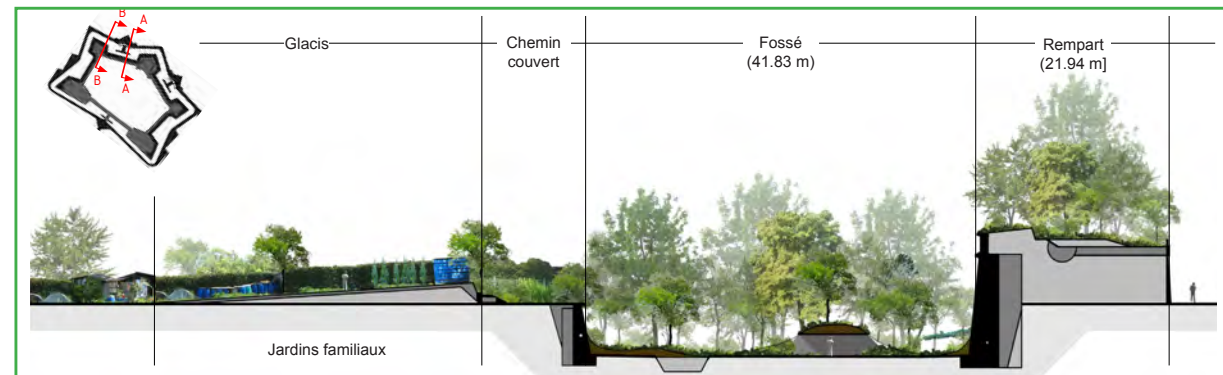 B
A
B
A
Glacis
Chemin
couvert
Fossé
(41.83 m)
Rempart
(21.94 m]
Jardins familiaux